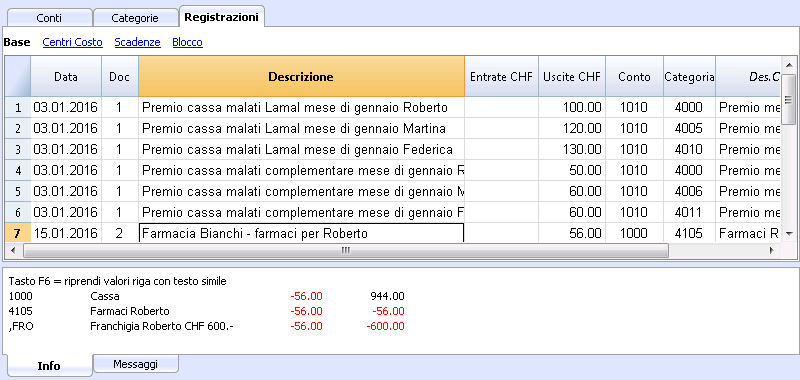 Conti Categorie Registrazioni
Base Centri Costo Scadenze Blocco
Data Doc Descrizione Entrate CHF Uscite CHF Conto Categoria Des.C
1 03.01.2016 1 Premio cassa malati Lamal mese di gennaio Roberto 100.00 1010 4000 Premio me
2 03.01.2016 1 Premio cassa malati Lamal mese di gennaio Martina 120.00 1010 4005 Premio me
3 03.01.2016 1 Premio cassa malati Lamal mese di gennaio Federica 130.00 1010 4010 Premio me
4 03.01.2016 1 Premio cassa malati complementare mese di gennaio R 50.00 1010 4000 Premio me
5 03.01.2016 1 Premio cassa malati complementare mese di gennaio M 60.00 1010 4006 Premio me
6 03.01.2016 1 Premio cassa malati complementare mese di gennaio F 60.00 1010 4011 Premio me
7 15.01.2016 2 Farmacia Bianchi - farmaci per Roberto 56.00 1000 4105 Farmaci R
Tasto F6 = riprendi valori riga con testo simile
1000 Cassa -56.00 944.00
4105 Farmaci Roberto -56.00 -56.00
,FRO Franchigia Roberto CHF 600.- -56.00 -600.00
Info Messaggi